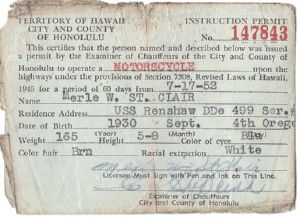 TERRITORY OF HAWAII INSTRUCTION PERMIT
CITY AND COUNTY
OF HONOLULU No. 147843
This certifies that the person named and described below was issued
a permit by the Examiner of Chauffeurs of the City and County of
Honolulu to operate a MOTORSCYCLE upon
the highways under the provisions of Section 7308, Revised Laws of Hawaii,
1945 for a period of 60 days from 7-17-52
Name Merle W. ST. CLAIR
Residence Address USS Renshaw DDe 499 Ser.#
Date of Birth 1930 Sept. 4th Oreg
(Year) (Month) (Day)
Weight 165 Height 5-8 Color of eyes
Color Hair Brn Racial extraction White
Licensee Must Sign with Pen and Ink on This Line.
Examiner of Chauffeurs
City and County of Honolulu